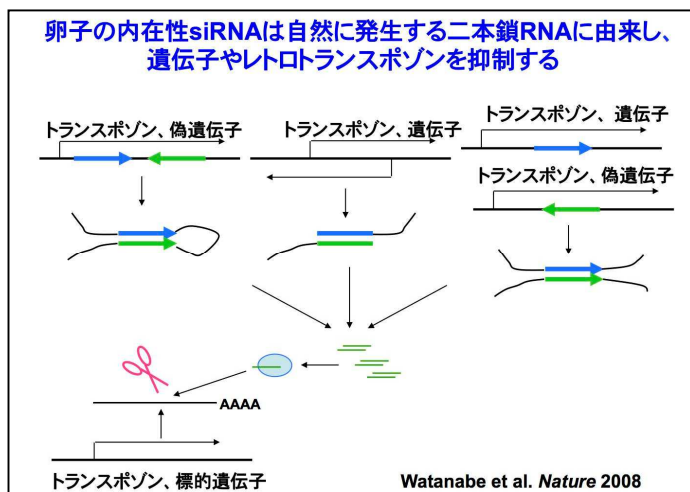 卵子の内在性siRNAは自然に発生する二本鎖RNAに由来し、
遺伝子やレトロトランスポゾンを抑制する
トランスポゾン、偽遺伝子
トランスポゾン、遺伝子
トランスポゾン、遺伝子
トランスポゾン、偽遺伝子
AAAA
トランスポゾン、標的遺伝子
Watanabe et al. Nature 2008